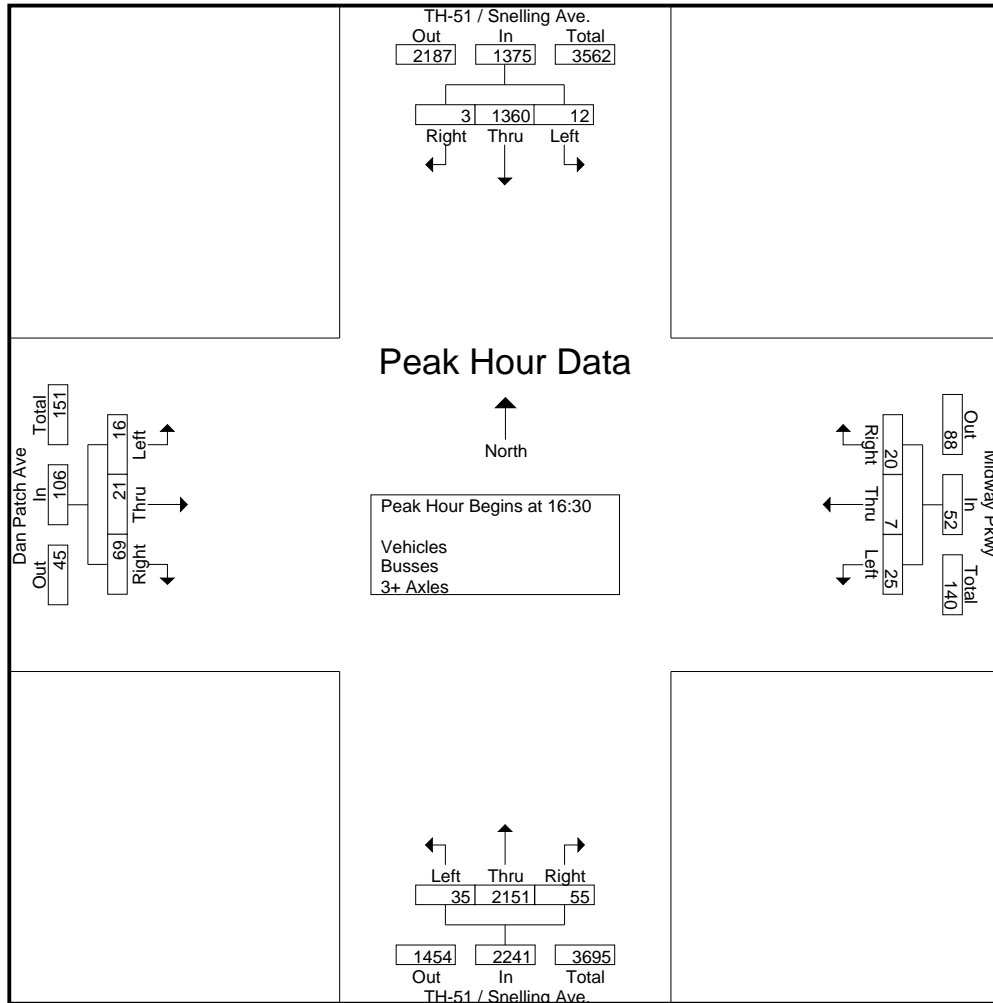 TH-51 / Snelling Ave.
Out In Total
2187 1375 3562
3 1360 12
Right Thru Left
Peak Hour Data
North
Peak Hour Begins at 16:30
Vehicles
Busses
3+ Axles
Dan Patch Ave
Out In Total
45 106 151
69 21 16
Right Thru Left
Midway Pkwy
Out In Total
88 52 140
20 7 25
Right Thru Left
Left Thru Right
35 2151 55
1454 2241 3695
Out In Total
TH-51 / Snelling Ave.